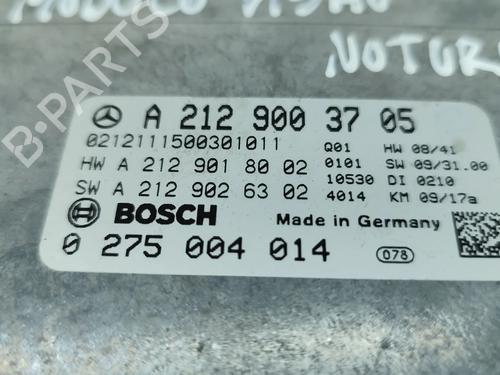 MODULO VISAO
NOTUR
A 212 900 37 05
0212111500301011 Q01 HW 08/41
HW A 212 901 80 02 0101 SW 09/31.00
SW A 212 902 63 02 10530 DI 0210
4014 KM 09/17a
BOSCH Made in Germany
0 275 004 014 078
B-PARTS